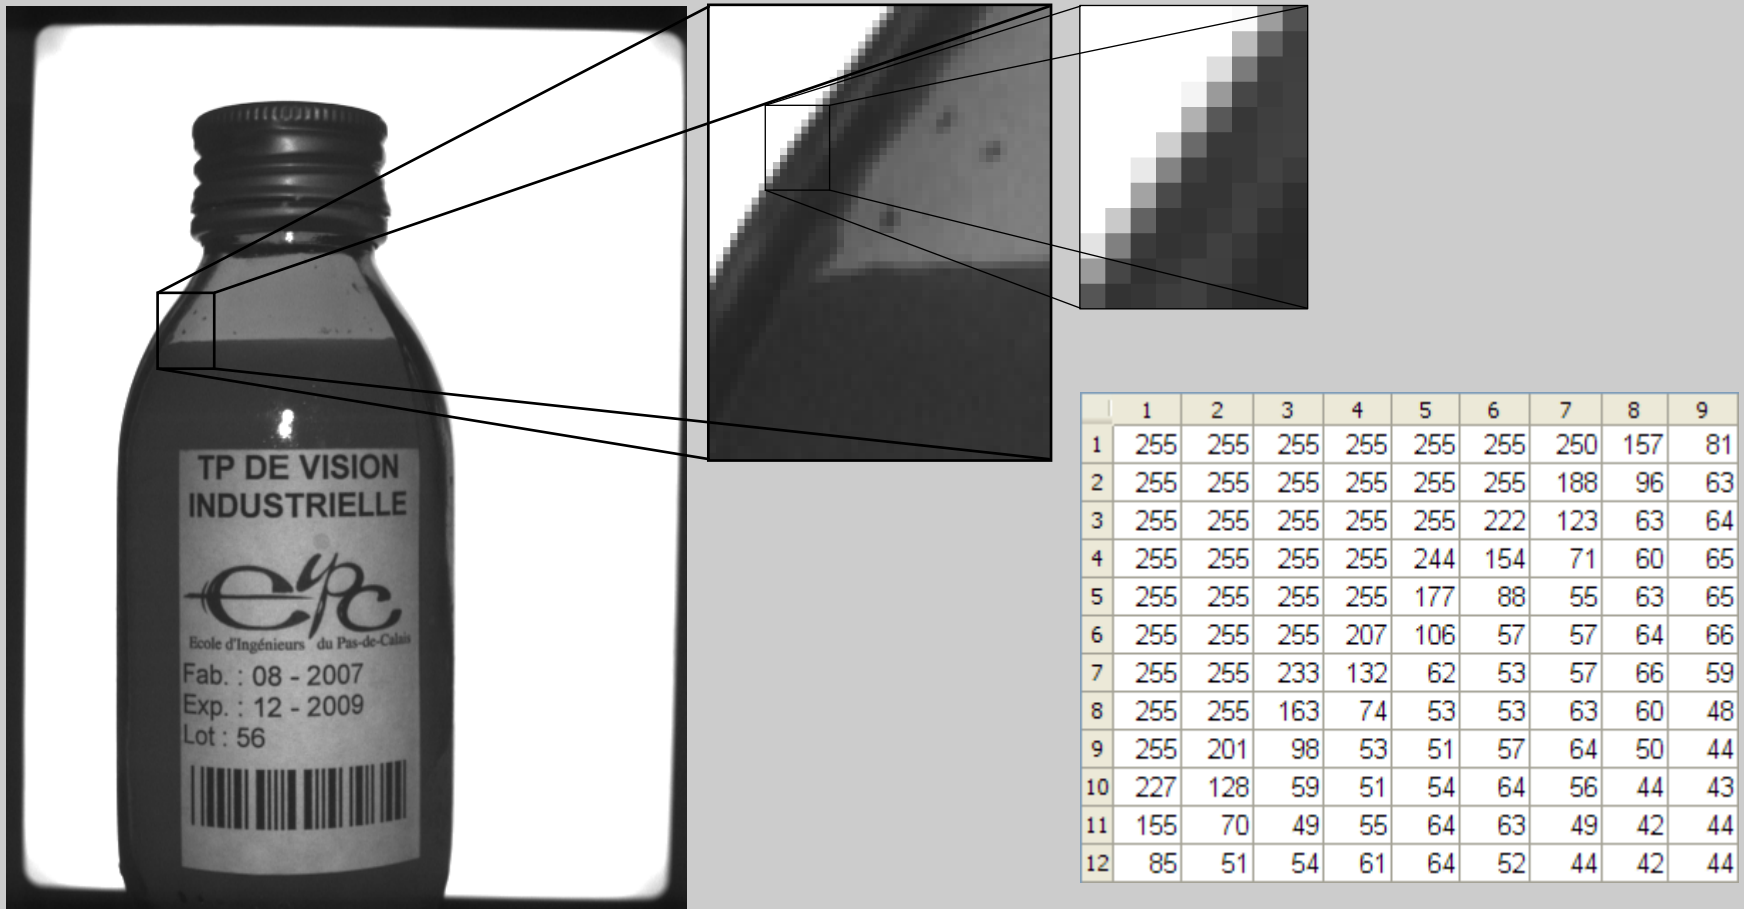 TP DE VISION
INDUSTRIELLE
eipc
Ecole d'Ingénieurs du Pas-de-Calais
Fab. : 08 - 2007
Exp. : 12 - 2009
Lot : 56
1 2 3 4 5 6 7 8 9
1 255 255 255 255 255 255 250 157 81
2 255 255 255 255 255 255 188 96 63
3 255 255 255 255 255 222 123 63 64
4 255 255 255 255 244 154 71 60 65
5 255 255 255 255 177 88 55 63 65
6 255 255 255 207 106 57 57 64 66
7 255 255 233 132 62 53 57 66 59
8 255 255 163 74 53 53 63 60 48
9 255 201 98 53 51 57 64 50 44
10 227 128 59 51 54 64 56 44 43
11 155 70 49 55 64 63 49 42 44
12 85 51 54 61 64 52 44 42 44